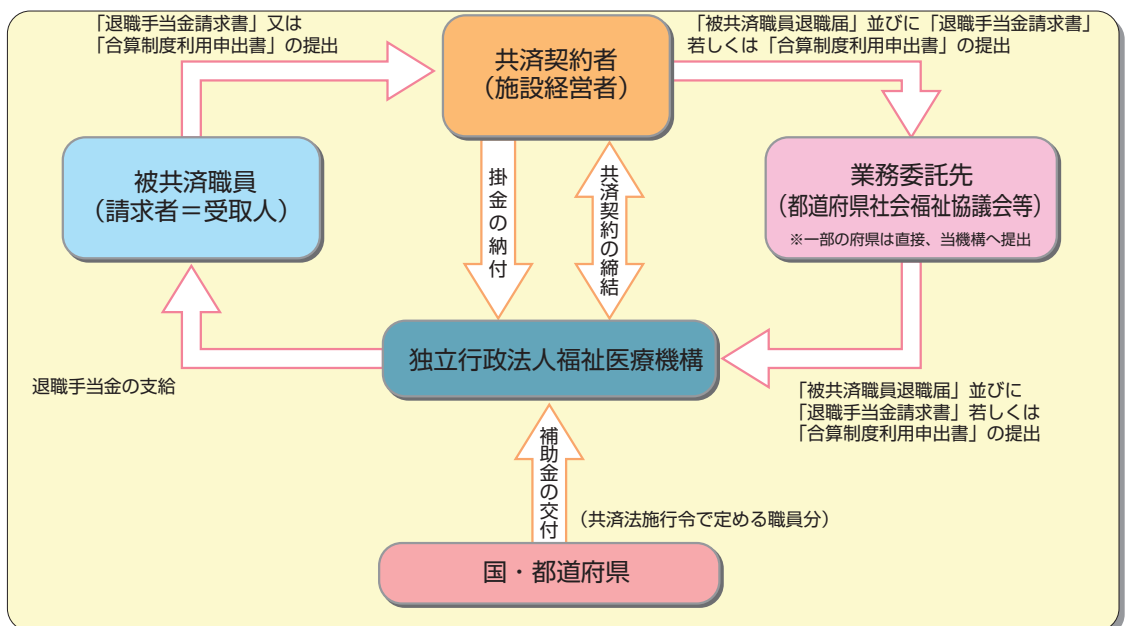 「退職手当金請求書」又は
「合算制度利用申出書」の提出
共済契約者
（施設経営者）
「被共済職員退職届」並びに「退職手当金請求書」
若しくは「合算制度利用申出書」の提出
被共済職員
（請求者＝受取人）
掛金の納付
共済契約の締結
業務委託先
（都道府県社会福祉協議会等）
※一部の府県は直接、当機構へ提出
独立行政法人福祉医療機構
退職手当金の支給
「被共済職員退職届」並びに
「退職手当金請求書」若しくは
「合算制度利用申出書」の提出
補助金の交付
（共済法施行令で定める職員分）
国・都道府県